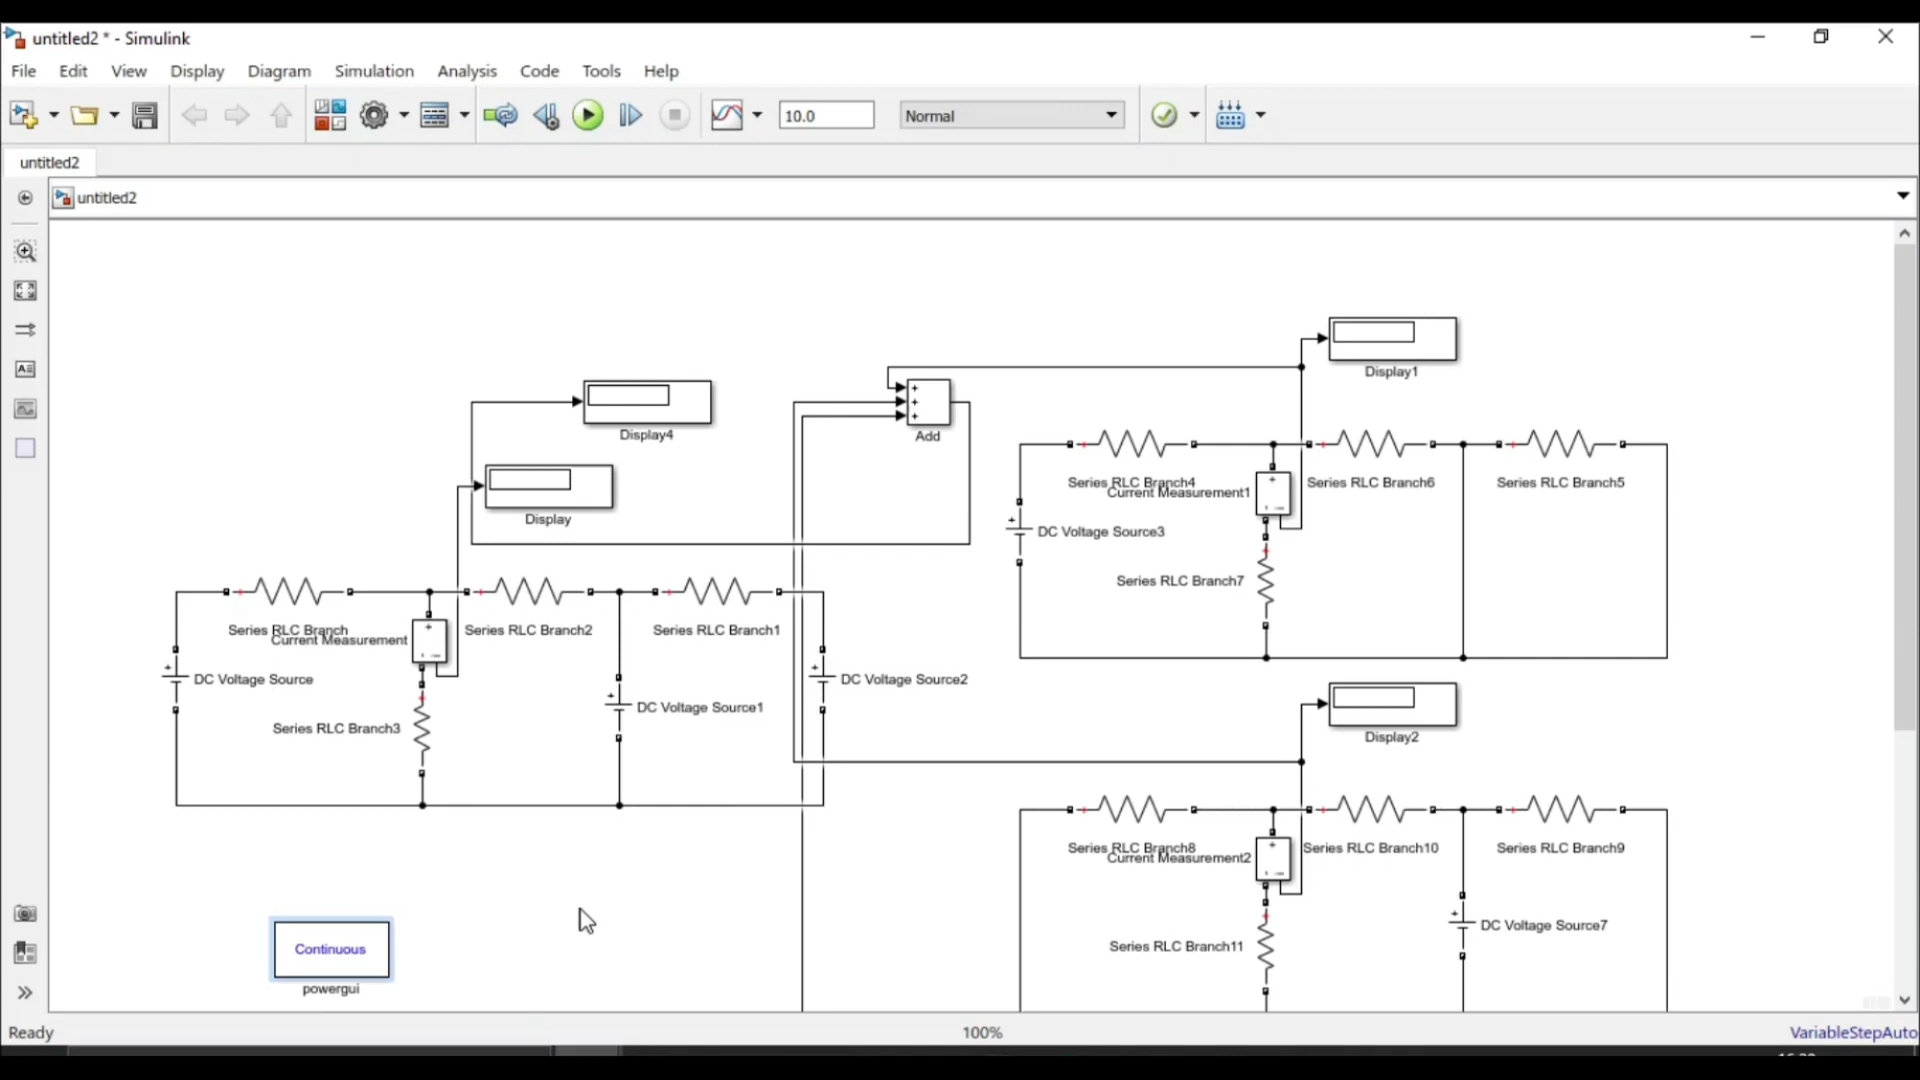 untitled2 * - Simulink
File Edit View Display Diagram Simulation Analysis Code Tools Help
10.0 Normal
untitled2
untitled2
Display1
Display4
Add
Display
Series RLC Branch4
Current Measurement1
Series RLC Branch6
Series RLC Branch5
DC Voltage Source3
Series RLC Branch7
Series RLC Branch
Current Measurement
Series RLC Branch2
Series RLC Branch1
DC Voltage Source
DC Voltage Source2
DC Voltage Source1
Series RLC Branch3
Display2
Series RLC Branch8
Current Measurement2
Series RLC Branch10
Series RLC Branch9
DC Voltage Source7
Series RLC Branch11
Continuous
powergui
Ready 100% VariableStepAuto